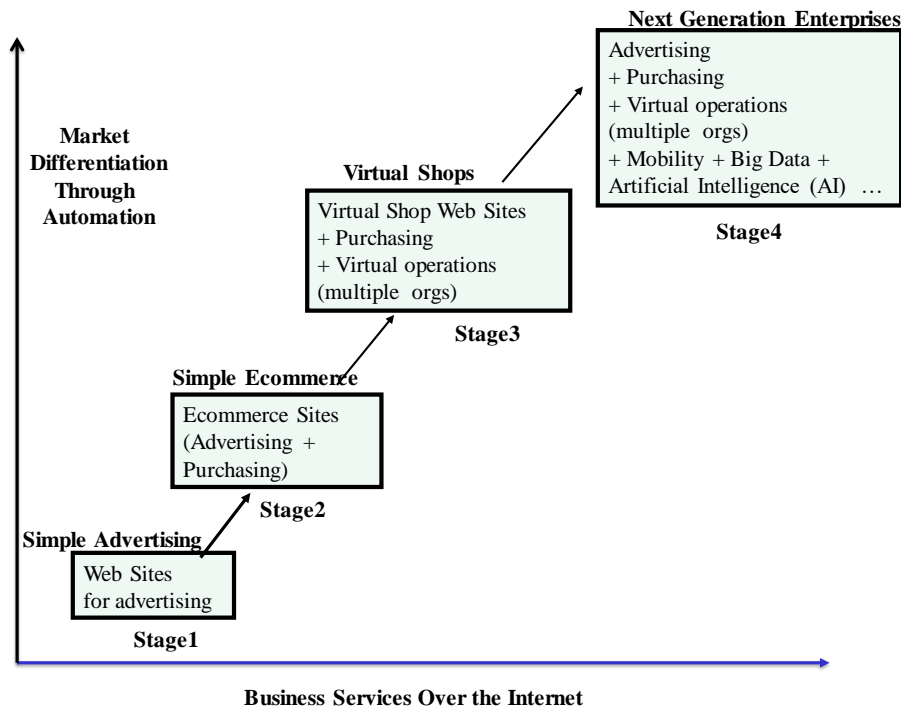 Next Generation Enterprises
Advertising
+ Purchasing
+ Virtual operations
(multiple orgs)
+ Mobility + Big Data +
Artificial Intelligence (AI) …
Stage4
Market
Differentiation
Through
Automation
Virtual Shops
Virtual Shop Web Sites
+ Purchasing
+ Virtual operations
(multiple orgs)
Stage3
Simple Ecommerce
Ecommerce Sites
(Advertising +
Purchasing)
Stage2
Simple Advertising
Web Sites
for advertising
Stage1
Business Services Over the Internet